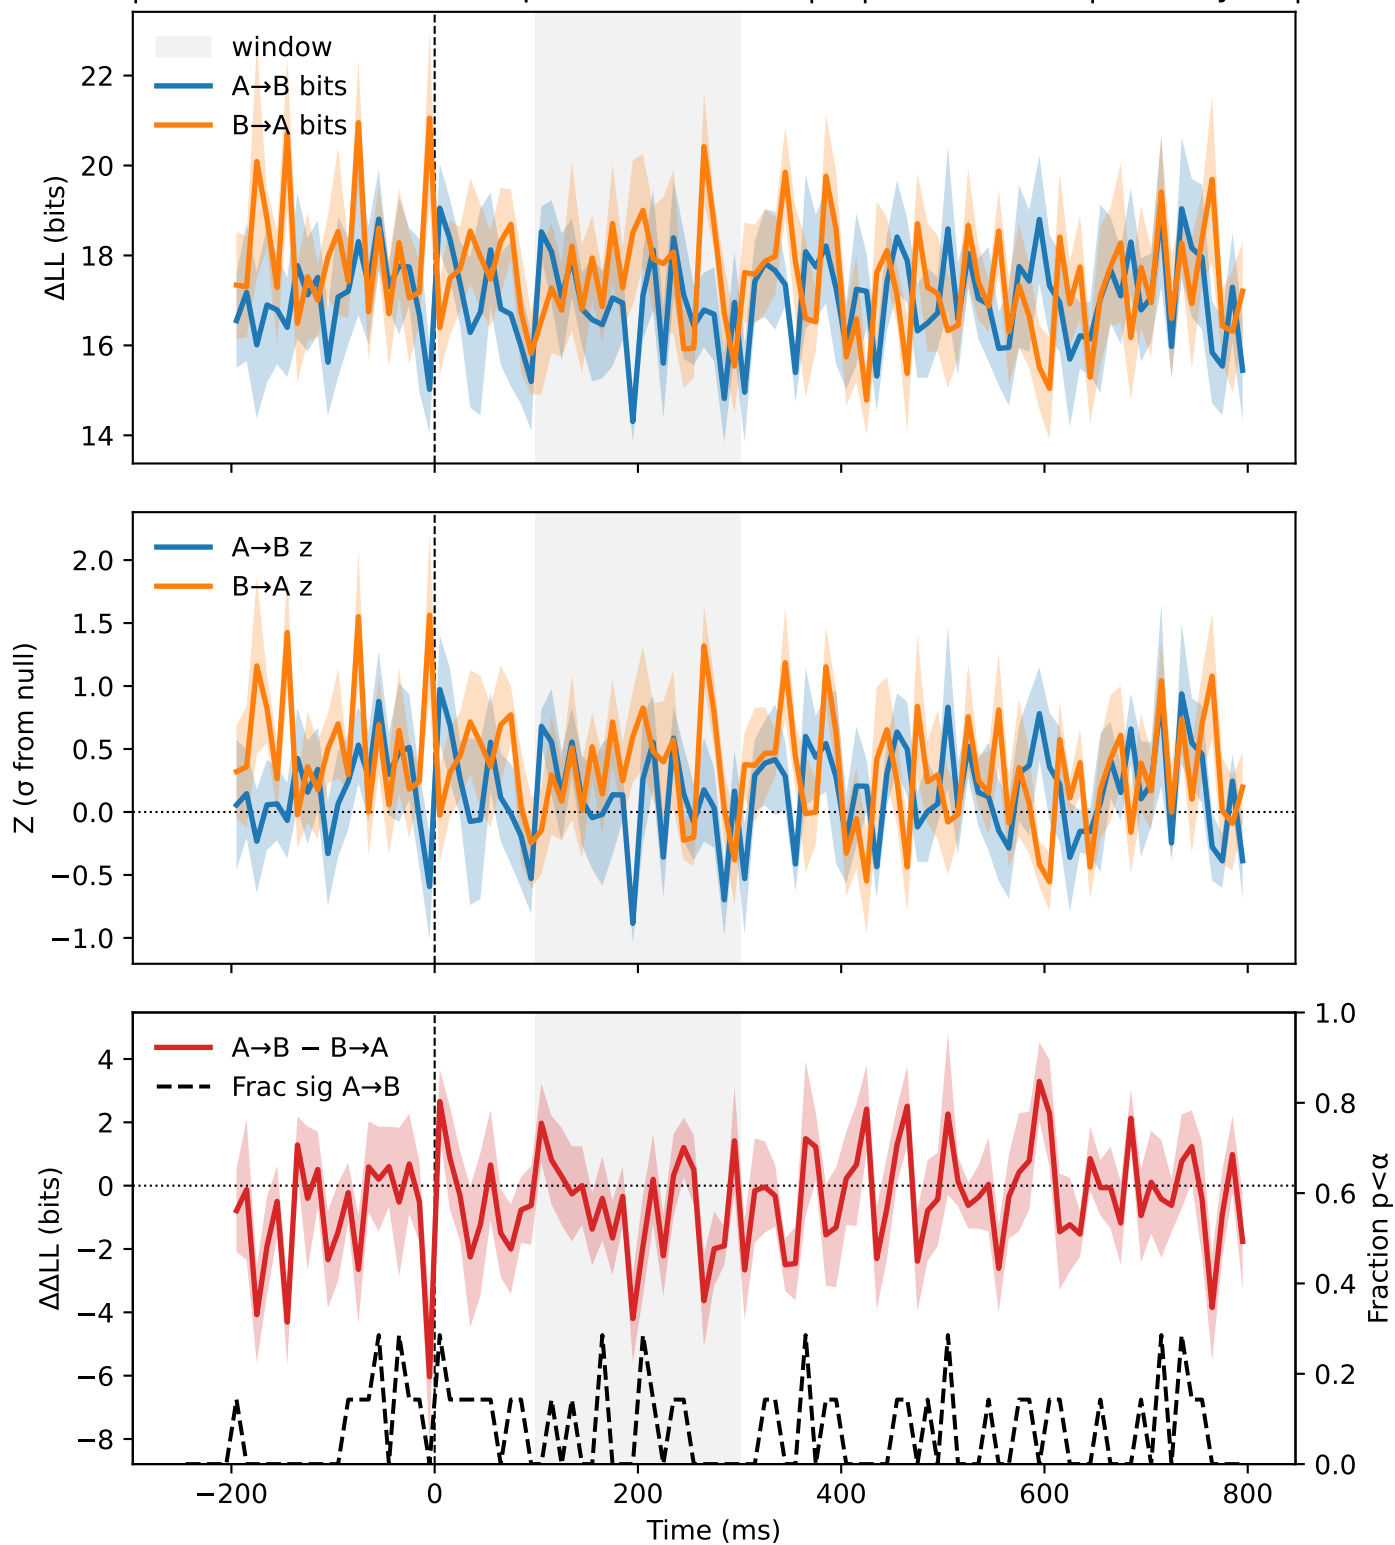 window
A→B bits
B→A bits
22
20
18
16
14
ΔLL (bits)
A→B z
B→A z
2.0
1.5
1.0
0.5
0.0
−0.5
−1.0
Z (σ from null)
A→B − B→A
Frac sig A→B
4
2
0
−2
−4
−6
−8
ΔΔLL (bits)
1.0
0.8
0.6
0.4
0.2
0.0
Fraction p<α
−200
0
200
400
600
800
Time (ms)